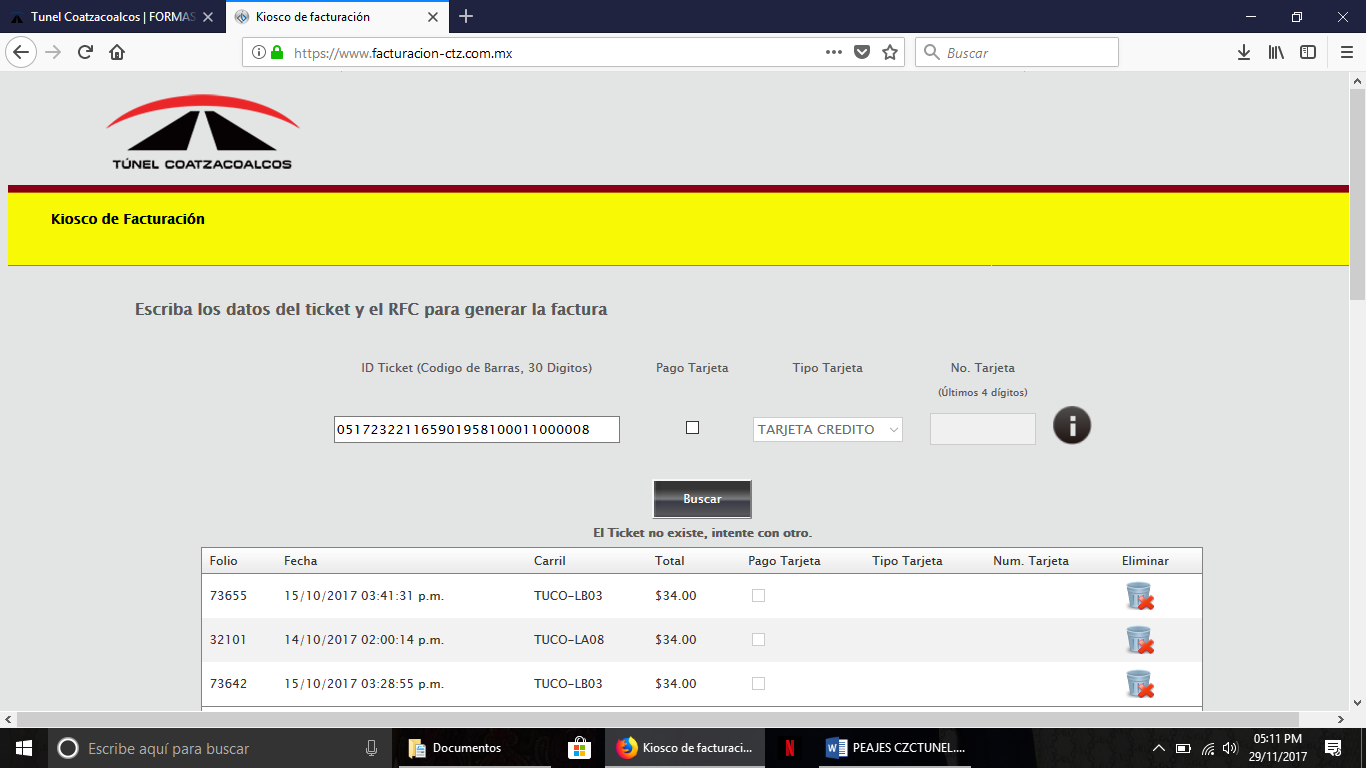 Tunel Coatzacoalcos | FORMAS
Kiosco de facturación
https://www.facturacion-ctz.com.mx
Buscar
TÚNEL COATZACOALCOS
Kiosco de Facturación
Escriba los datos del ticket y el RFC para generar la factura
ID Ticket (Codigo de Barras, 30 Digitos) Pago Tarjeta Tipo Tarjeta No. Tarjeta
(Últimos 4 dígitos)
051723221165901958100011000008 TARJETA CREDITO
Buscar
El Ticket no existe, intente con otro.
Folio Fecha Carril Total Pago Tarjeta Tipo Tarjeta Num. Tarjeta Eliminar
73655 15/10/2017 03:41:31 p.m. TUCO-LB03 $34.00
32101 14/10/2017 02:00:14 p.m. TUCO-LA08 $34.00
73642 15/10/2017 03:28:55 p.m. TUCO-LB03 $34.00
Escribe aquí para buscar
Documentos
Kiosco de facturaci...
PEAJES CZCTUNEL....
05:11 PM
29/11/2017